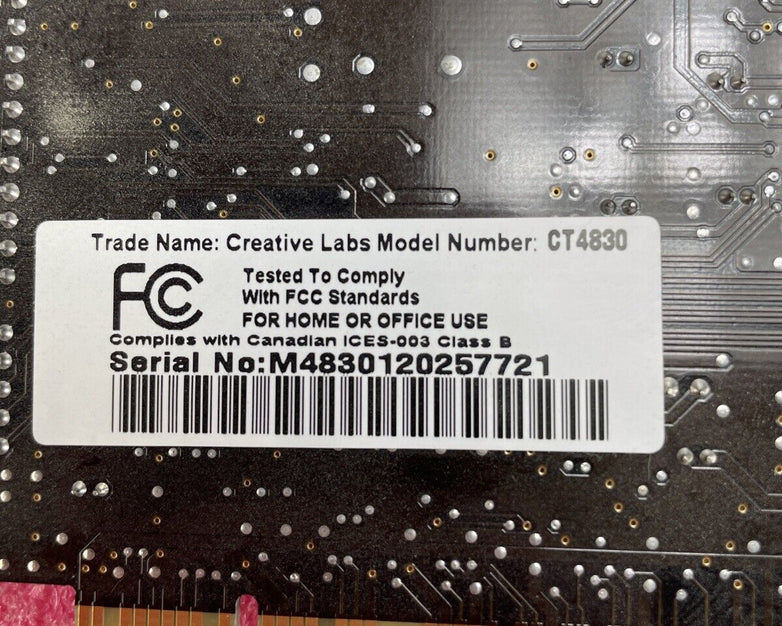 Trade Name: Creative Labs Model Number: CT4830
FC
Tested To Comply
With FCC Standards
FOR HOME OR OFFICE USE
Complies with Canadian ICES-003 Class B
Serial No:M4830120257721